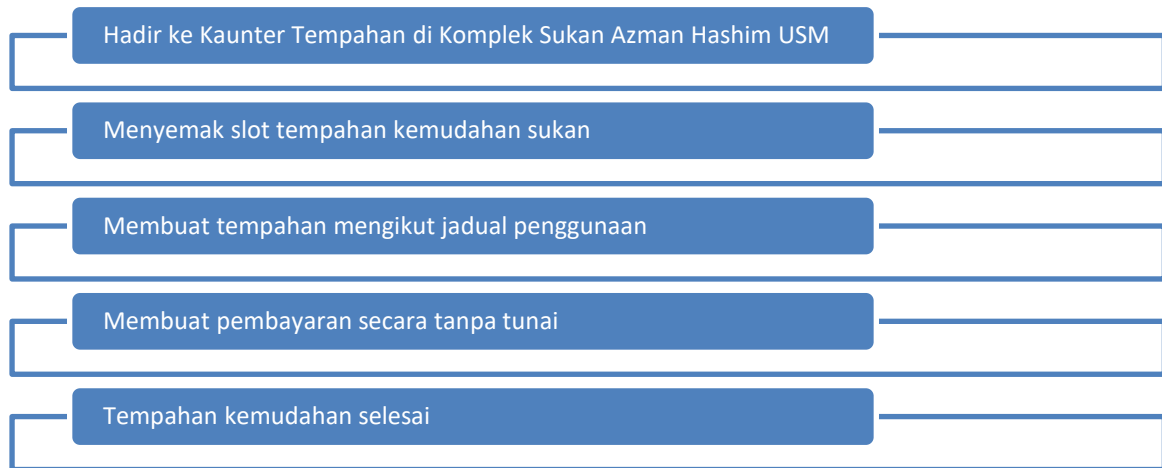 Hadir ke Kaunter Tempahan di Komplek Sukan Azman Hashim USM
Menyemak slot tempahan kemudahan sukan
Membuat tempahan mengikut jadual penggunaan
Membuat pembayaran secara tanpa tunai
Tempahan kemudahan selesai